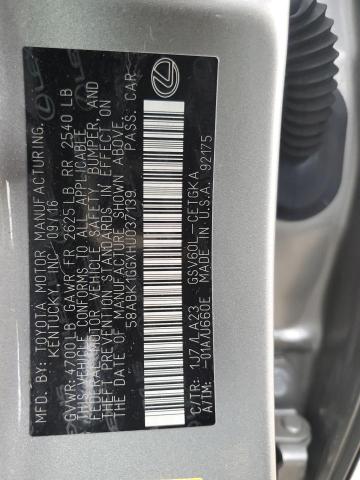 MFD. BY: TOYOTA MOTOR MANUFACTURING,
KENTUCKY, INC. 09/16
GVWR 4700 LB GAWR FR 2625 LB RR 2540 LB
THIS VEHICLE CONFORMS TO ALL APPLICABLE
FEDERAL MOTOR VEHICLE SAFETY, BUMPER, AND
THEFT PREVENTION STANDARDS IN EFFECT ON
THE DATE OF MANUFACTURE SHOWN ABOVE.
58ABK1GGXHU037139 PASS. CAR
C/TR: 1J7/LA23 GSV60L-CETGKA
A/TM: -01A/U660E MADE IN U.S.A. 92175